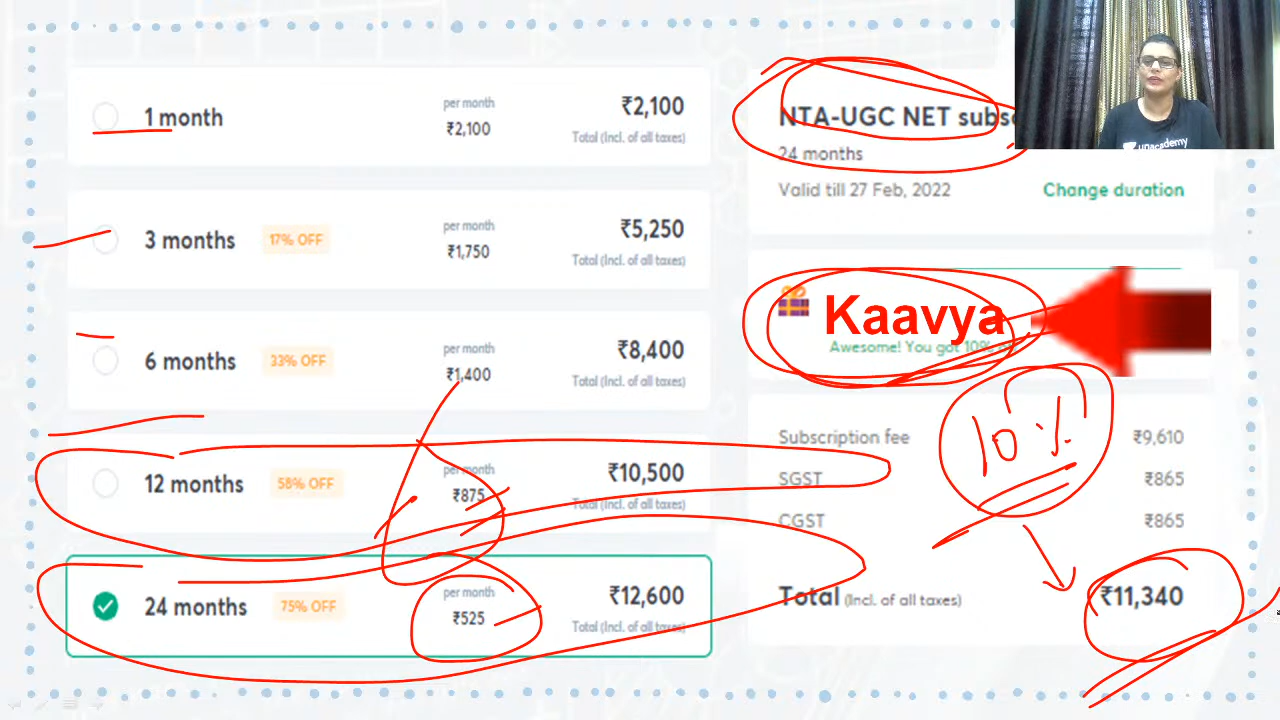 1 month
per month
₹2,100
₹2,100
Total (Incl. of all taxes)
3 months
17% OFF
per month
₹1,750
₹5,250
Total (Incl. of all taxes)
6 months
33% OFF
per month
₹1,400
₹8,400
Total (Incl. of all taxes)
12 months
58% OFF
per month
₹875
₹10,500
Total (Incl. of all taxes)
24 months
75% OFF
per month
₹525
₹12,600
Total (Incl. of all taxes)
NTA-UGC NET
24 months
Valid till 27 Feb, 2022
Change duration
unacademy
Kaavya
Awesome! You got 10%
10%
Subscription fee ₹9,610
SGST ₹865
CGST ₹865
Total (Incl. of all taxes) ₹11,340